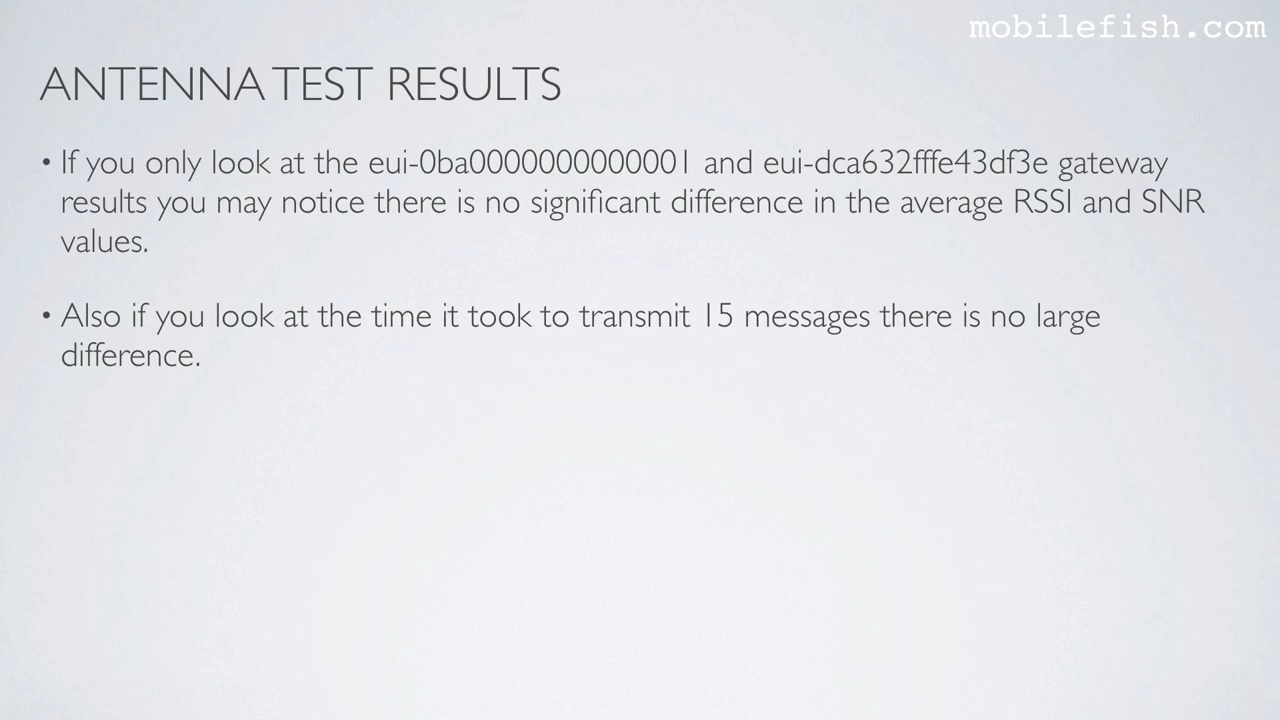 mobilefish.com
ANTENNA TEST RESULTS
• If you only look at the eui-0ba0000000000001 and eui-dca632fffe43df3e gateway
results you may notice there is no significant difference in the average RSSI and SNR
values.
• Also if you look at the time it took to transmit 15 messages there is no large
difference.